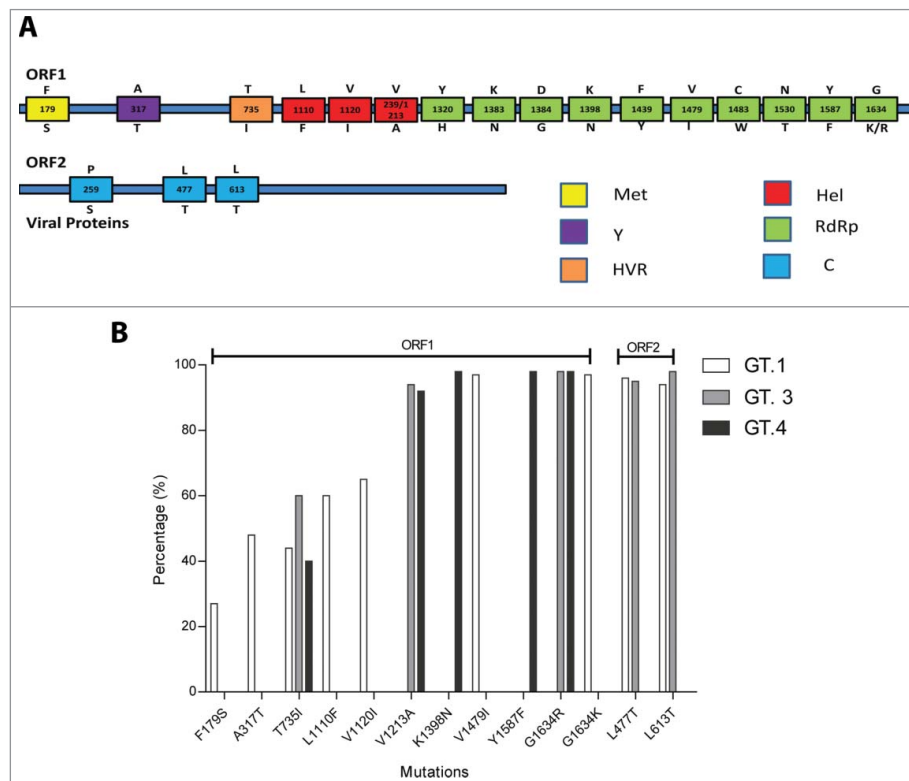 A
ORF1
F A T L V V Y K D K F V C N Y G
179 317 735 1110 1120 239/1 213 1320 1383 1384 1398 1439 1479 1483 1530 1587 1634
S T I F I A H N G N Y I W T F K/R
ORF2
P L L
259 477 613
S T T
Viral Proteins
Met Hel
Y RdRp
HVR C
B
ORF1 ORF2
GT.1
GT. 3
GT.4
100
80
60
40
20
0
Percentage (%)
F179S A317T T735I L1110F V1120I V1213A K1398N V1479I Y1587F G1634R G1634K L477T L613T
Mutations